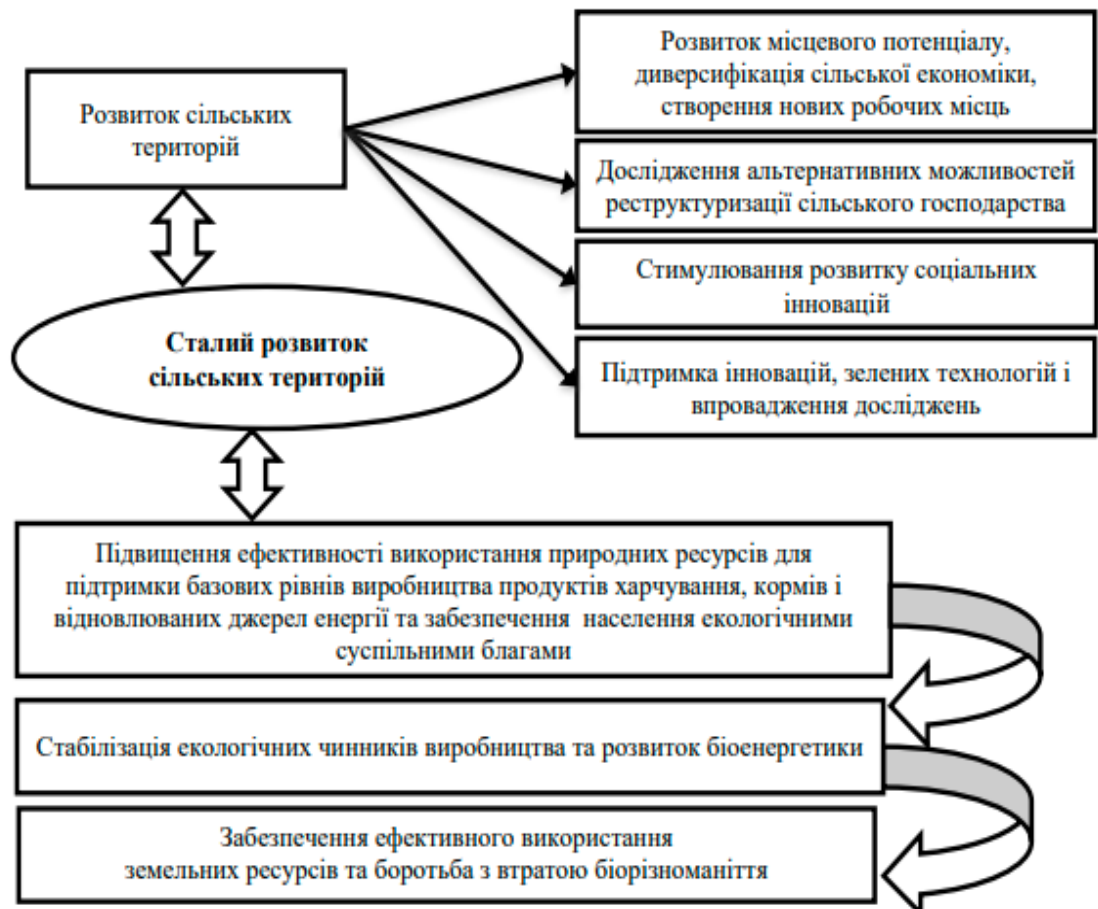 Розвиток сільських
територій
Розвиток місцевого потенціалу,
диверсифікація сільської економіки,
створення нових робочих місць
Дослідження альтернативних можливостей
реструктуризації сільського господарства
Стимулювання розвитку соціальних
інновацій
Підтримка інновацій, зелених технологій і
впровадження досліджень
Сталий розвиток
сільських територій
Підвищення ефективності використання природних ресурсів для
підтримки базових рівнів виробництва продуктів харчування, кормів і
відновлюваних джерел енергії та забезпечення населення екологічними
суспільними благами
Стабілізація екологічних чинників виробництва та розвиток біоенергетики
Забезпечення ефективного використання
земельних ресурсів та боротьба з втратою біорізноманіття